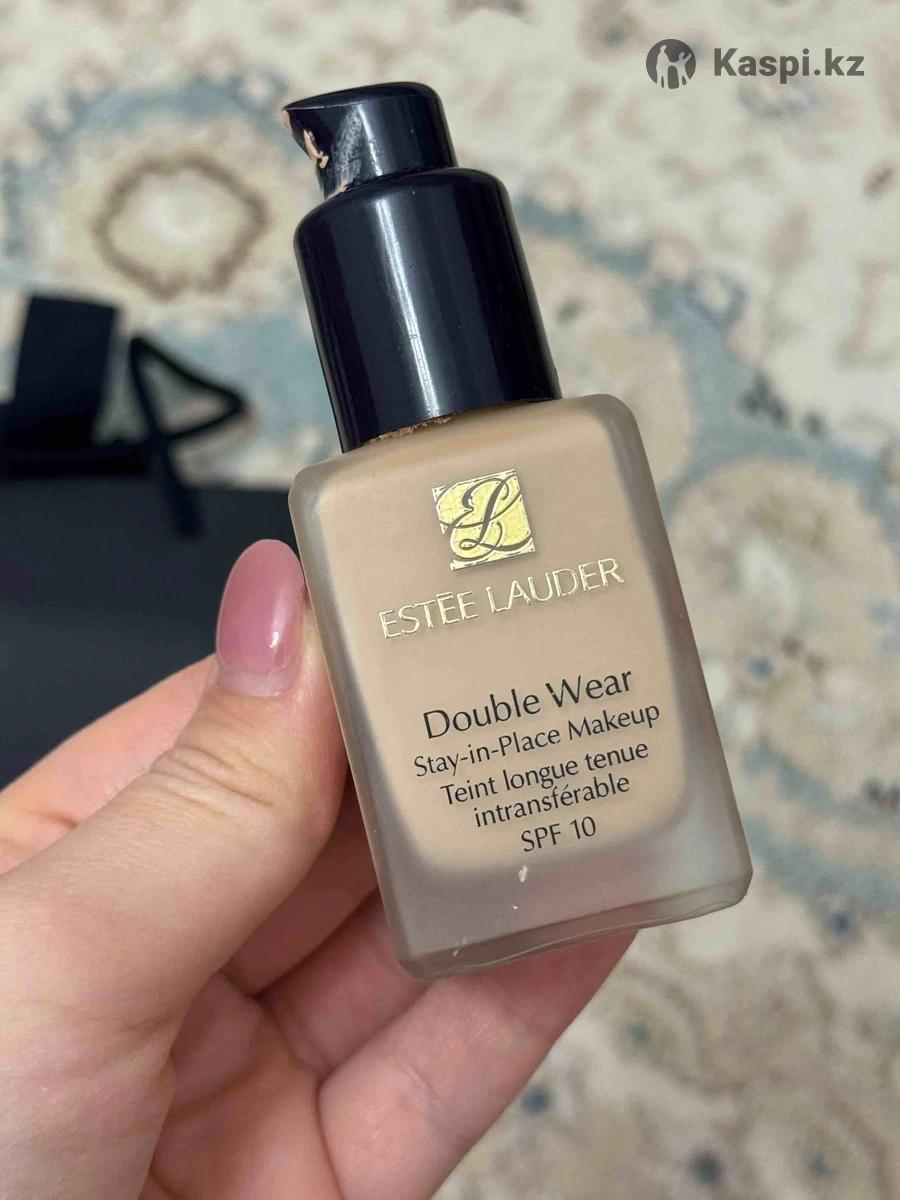 Kaspi.kz
EL
ESTĒE LAUDER
Double Wear
Stay-in-Place Makeup
Teint longue tenue
intransférable
SPF 10